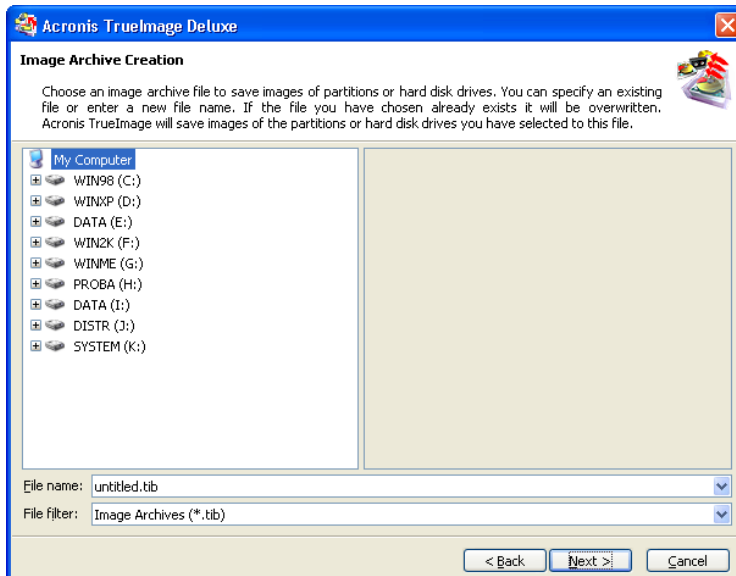 Acronis TrueImage Deluxe
Image Archive Creation
Choose an image archive file to save images of partitions or hard disk drives. You can specify an existing
file or enter a new file name. If the file you have chosen already exists it will be overwritten.
Acronis TrueImage will save images of the partitions or hard disk drives you have selected to this file.
My Computer
WIN98 (C:)
WINXP (D:)
DATA (E:)
WIN2K (F:)
WINME (G:)
PROBA (H:)
DATA (I:)
DISTR (J:)
SYSTEM (K:)
File name: untitled.tib
File filter: Image Archives (*.tib)
< Back Next > Cancel